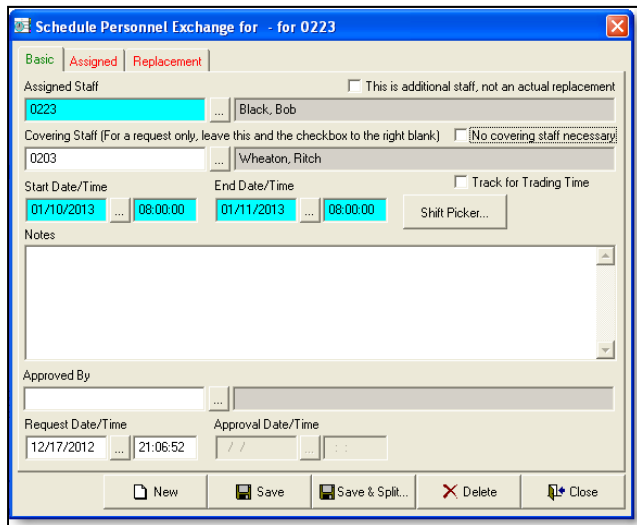 Schedule Personnel Exchange for - for 0223
Basic Assigned Replacement
Assigned Staff This is additional staff, not an actual replacement
0223 ... Black, Bob
Covering Staff (For a request only, leave this and the checkbox to the right blank) No covering staff necessary
0203 ... Wheaton, Ritch
Start Date/Time End Date/Time Track for Trading Time
01/10/2013 ... 08:00:00 01/11/2013 ... 08:00:00 Shift Picker...
Notes
Approved By
...
Request Date/Time Approval Date/Time
12/17/2012 ... 21:06:52 / / ... : :
New Save Save & Split... Delete Close